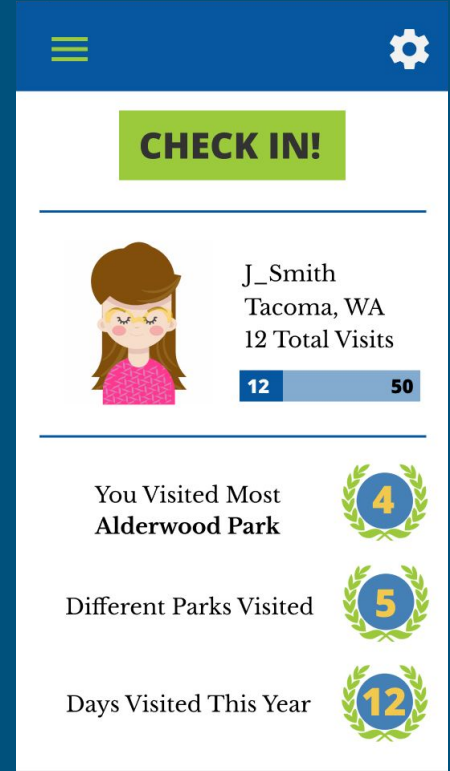 CHECK IN!
J_Smith
Tacoma, WA
12 Total Visits
12 50
You Visited Most
Alderwood Park
4
Different Parks Visited
5
Days Visited This Year
12